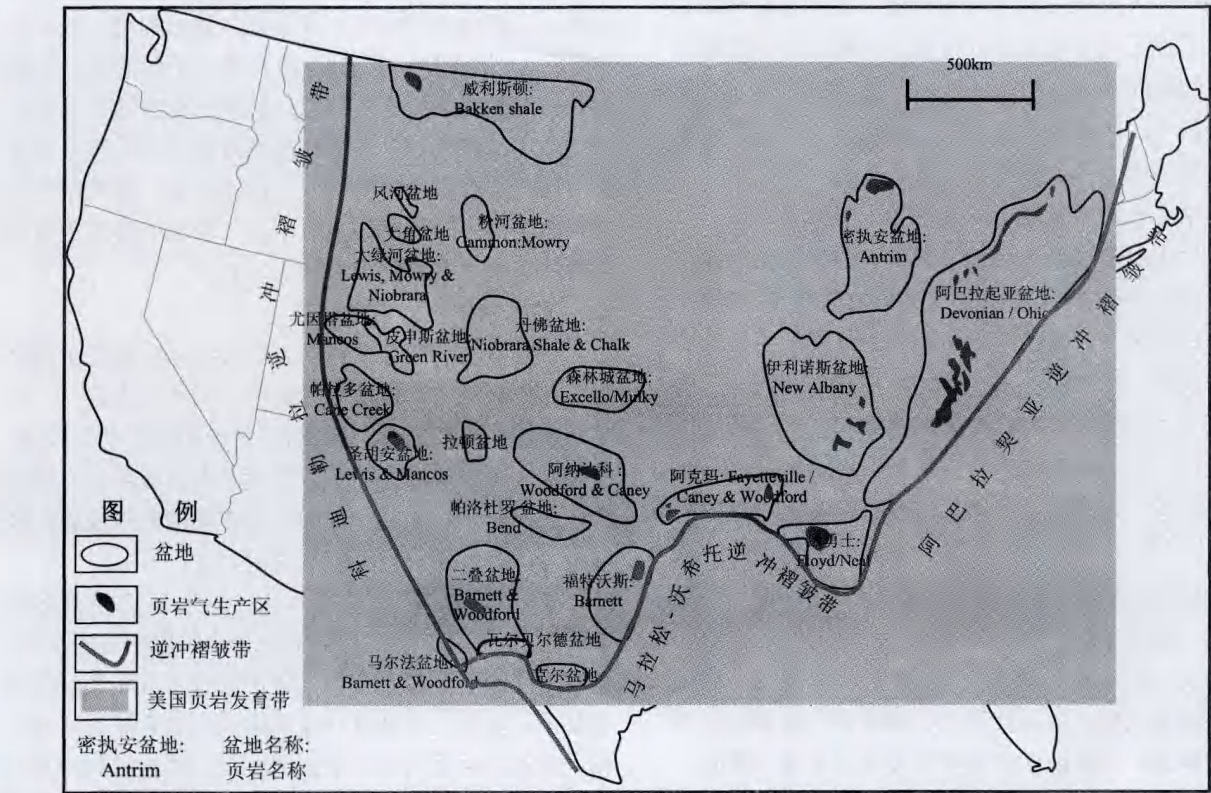 500km
威利斯顿:
Bakken shale
风河盆地
大角盆地
粉河盆地:
Gammon:Mowry
大绿河盆地:
Lewis, Mowry &
Niobrara
尤因塔盆地:
Mancos
皮申斯盆地:
Green River
丹佛盆地:
Niobrara Shale & Chalk
密执安盆地:
Antrim
阿巴拉起亚盆地:
Devonian / Ohio
伊利诺斯盆地:
New Albany
森林城盆地:
Excello/Mulky
帕拉多盆地:
Cane Creek
圣胡安盆地:
Lewis & Mancos
拉顿盆地
阿纳达科:
Woodford & Caney
阿克玛: Fayetteville /
Caney & Woodford
帕洛杜罗盆地:
Bend
勇士:
Floyd/Neal
二叠盆地:
Barnett &
Woodford
福特沃斯:
Barnett
瓦尔贝尔德盆地
马尔法盆地:
Barnett & Woodford
克尔盆地
科迪勒拉逆冲褶皱带
马拉松-沃希托逆冲褶皱带
阿巴拉契亚逆冲褶皱带
图 例
盆地
页岩气生产区
逆冲褶皱带
美国页岩发育带
密执安盆地: 盆地名称:
Antrim 页岩名称